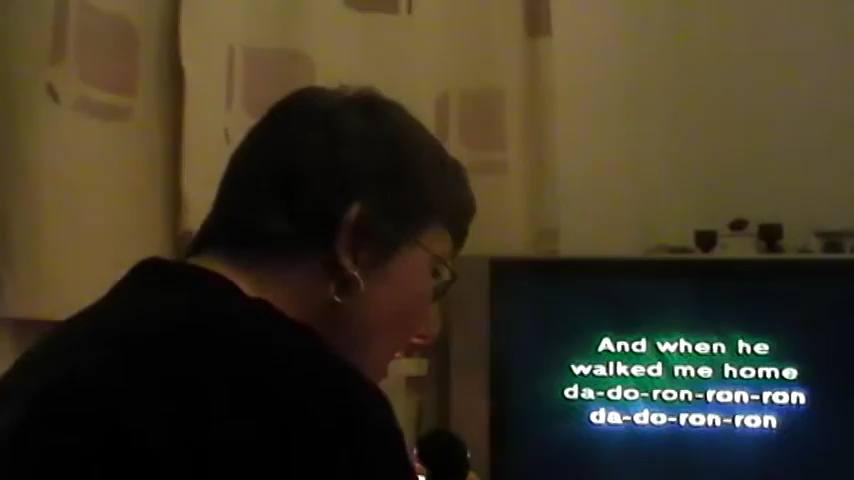 And when he
walked me home
da-do-ron-ron-ron
da-do-ron-ron